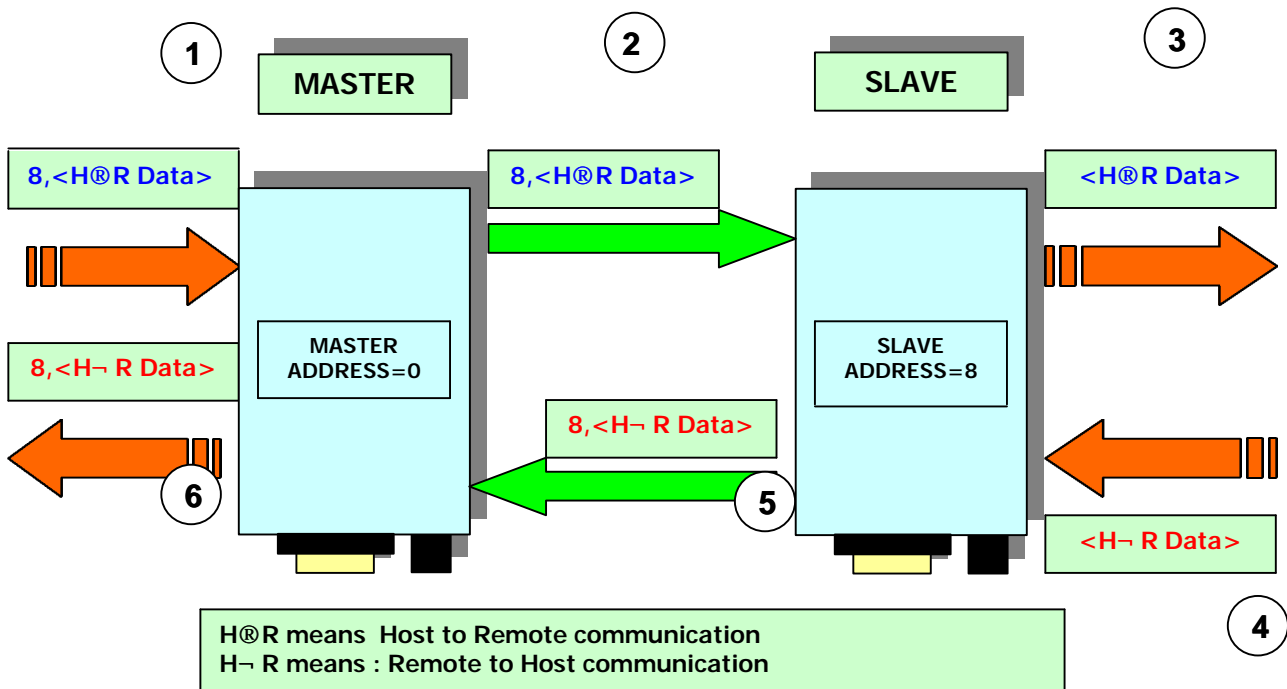 1
2
3
MASTER
SLAVE
8,<H®R Data>
8,<H®R Data>
<H®R Data>
MASTER
ADDRESS=0
SLAVE
ADDRESS=8
8,<H¬ R Data>
8,<H¬ R Data>
6
5
<H¬ R Data>
4
H®R means  Host to Remote communication
H¬ R means : Remote to Host communication